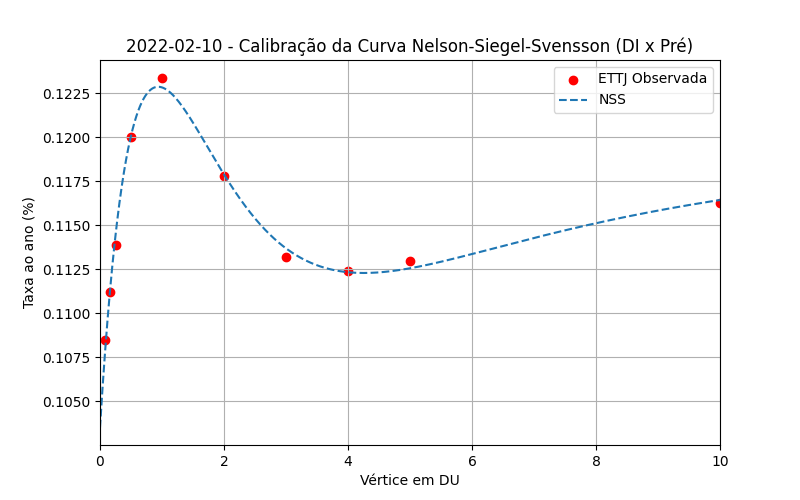 2022-02-10 - Calibração da Curva Nelson-Siegel-Svensson (DI x Pré)
ETTJ Observada
NSS
Taxa ao ano (%)
0.1225
0.1200
0.1175
0.1150
0.1125
0.1100
0.1075
0.1050
0 2 4 6 8 10
Vértice em DU